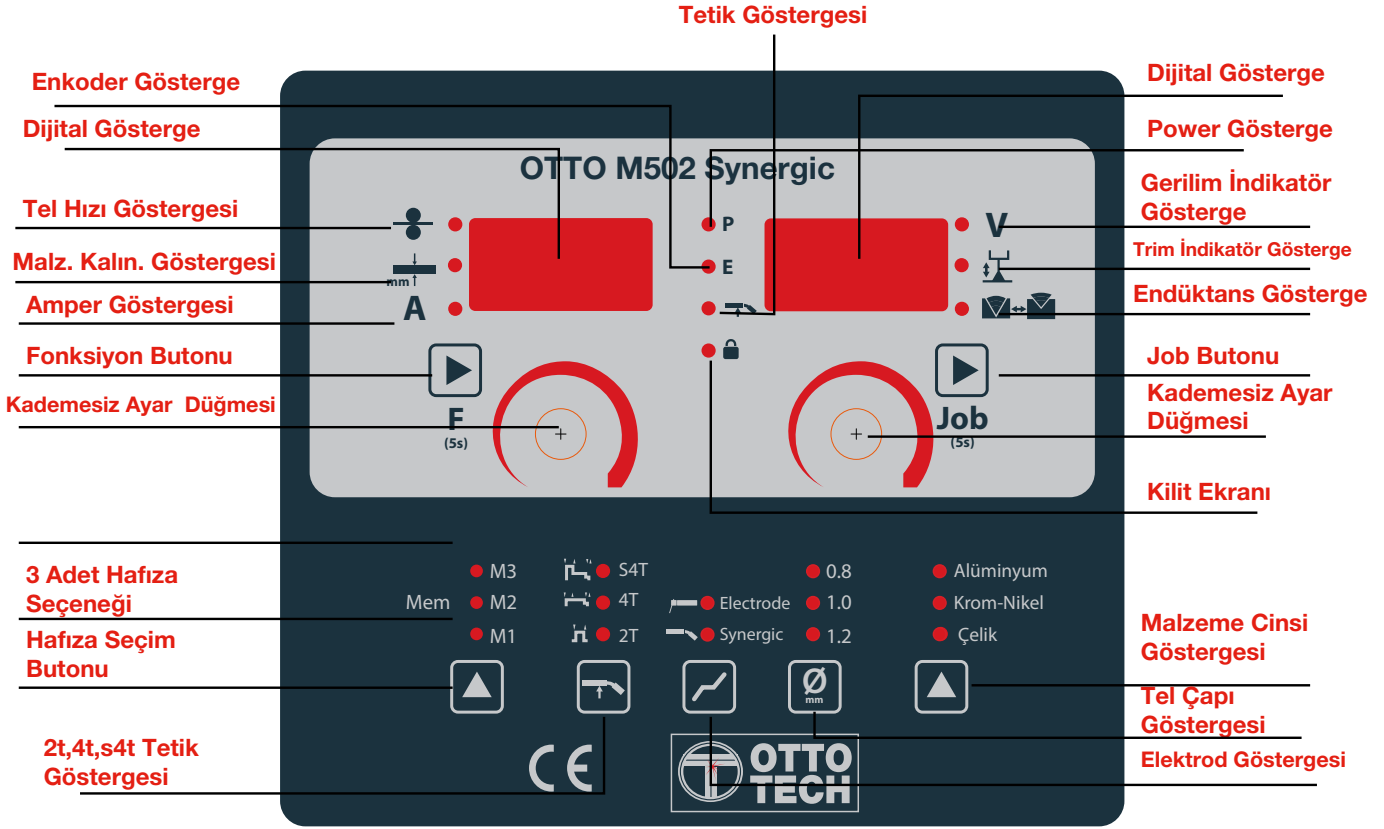 Tetik Göstergesi
Enkoder Gösterge
Dijital Gösterge
Tel Hızı Göstergesi
Malz. Kalın. Göstergesi
Amper Göstergesi
Fonksiyon Butonu
Kademesiz Ayar Düğmesi
3 Adet Hafıza
Seçeneği
Hafıza Seçim
Butonu
2t,4t,s4t Tetik
Göstergesi
OTTO M502 Synergic
P
E
mm
A
V
F
(5s)
Job
(5s)
Mem
M3
M2
M1
S4T
4T
2T
Electrode
Synergic
0.8
1.0
1.2
Alüminyum
Krom-Nikel
Çelik
Ø
mm
CE
OTTO
TECH
Dijital Gösterge
Power Gösterge
Gerilim İndikatör
Gösterge
Trim İndikatör Gösterge
Endüktans Gösterge
Job Butonu
Kademesiz Ayar
Düğmesi
Kilit Ekranı
Malzeme Cinsi
Göstergesi
Tel Çapı
Göstergesi
Elektrod Göstergesi